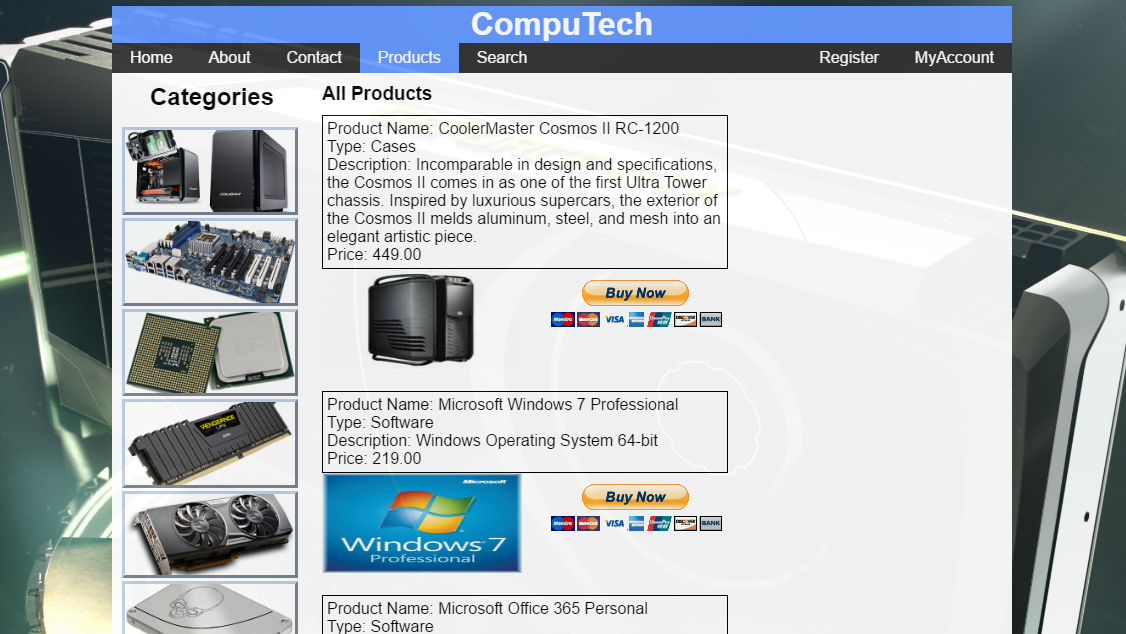 CompuTech
Home About Contact Products Search Register MyAccount
Categories
COUGAR
VENGEANCE
LPX
All Products
Product Name: CoolerMaster Cosmos II RC-1200
Type: Cases
Description: Incomparable in design and specifications,
the Cosmos II comes in as one of the first Ultra Tower
chassis. Inspired by luxurious supercars, the exterior of
the Cosmos II melds aluminum, steel, and mesh into an
elegant artistic piece.
Price: 449.00
Buy Now
Maestro MasterCard VISA DISCOVER BANK
Product Name: Microsoft Windows 7 Professional
Type: Software
Description: Windows Operating System 64-bit
Price: 219.00
Microsoft
Windows 7
Professional
Buy Now
Maestro MasterCard VISA DISCOVER BANK
Product Name: Microsoft Office 365 Personal
Type: Software